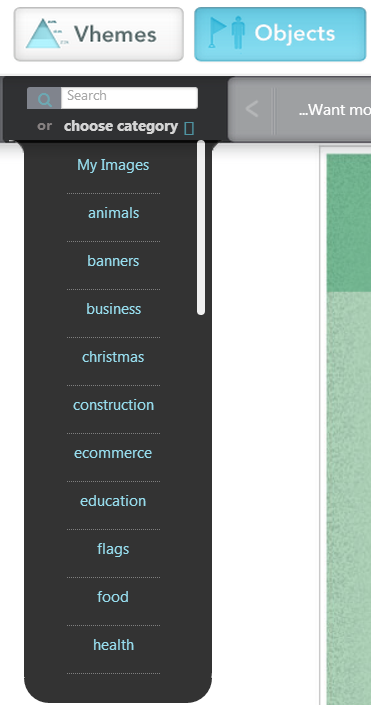 Vhemes
Objects
Search
or choose category
...Want mo
My Images
animals
banners
business
christmas
construction
ecommerce
education
flags
food
health